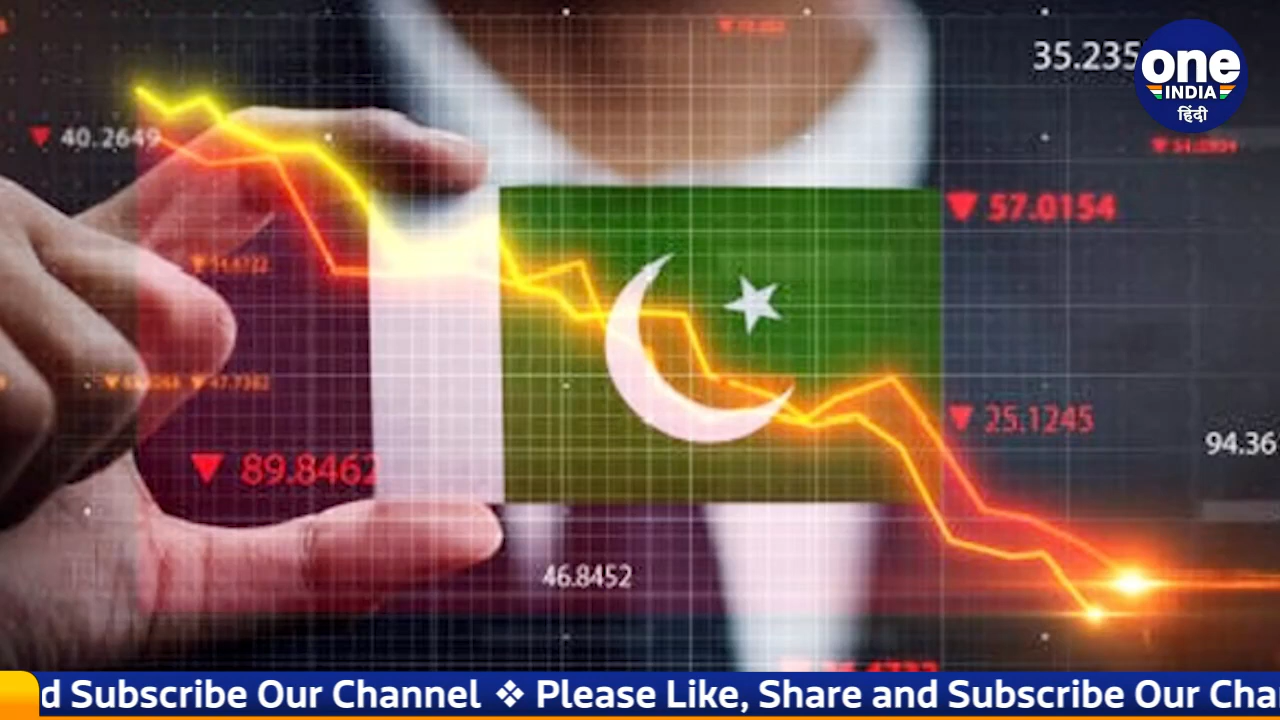 35.235
one
INDIA
हिंदी
▼ 40.2649
▼ 57.0154
▼ 25.1245
94.36
▼ 89.8462
46.8452
d Subscribe Our Channel ❖ Please Like, Share and Subscribe Our Cha